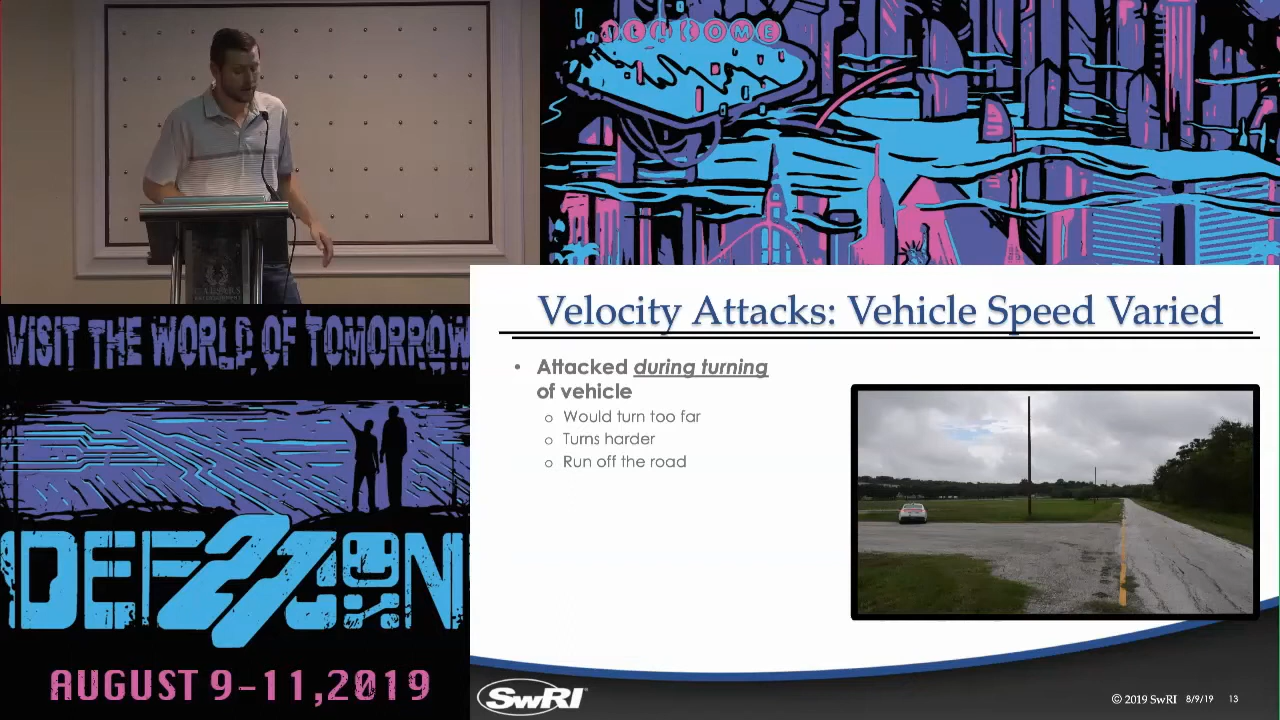 WELCOME
Velocity Attacks: Vehicle Speed Varied
• Attacked during turning
of vehicle
o Would turn too far
o Turns harder
o Run off the road
VISIT THE WORLD OF TOMORROW
DEF CON
27
AUGUST 9-11, 2019
SwRI
© 2019 SwRI 8/9/19 13